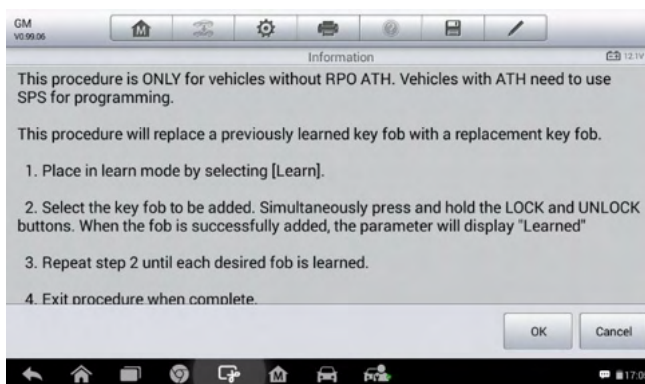 GM
V0.99.06
Information
12.1V
This procedure is ONLY for vehicles without RPO ATH. Vehicles with ATH need to use
SPS for programming.
This procedure will replace a previously learned key fob with a replacement key fob.
1. Place in learn mode by selecting [Learn].
2. Select the key fob to be added. Simultaneously press and hold the LOCK and UNLOCK
buttons. When the fob is successfully added, the parameter will display "Learned"
3. Repeat step 2 until each desired fob is learned.
4. Exit procedure when complete.
OK
Cancel